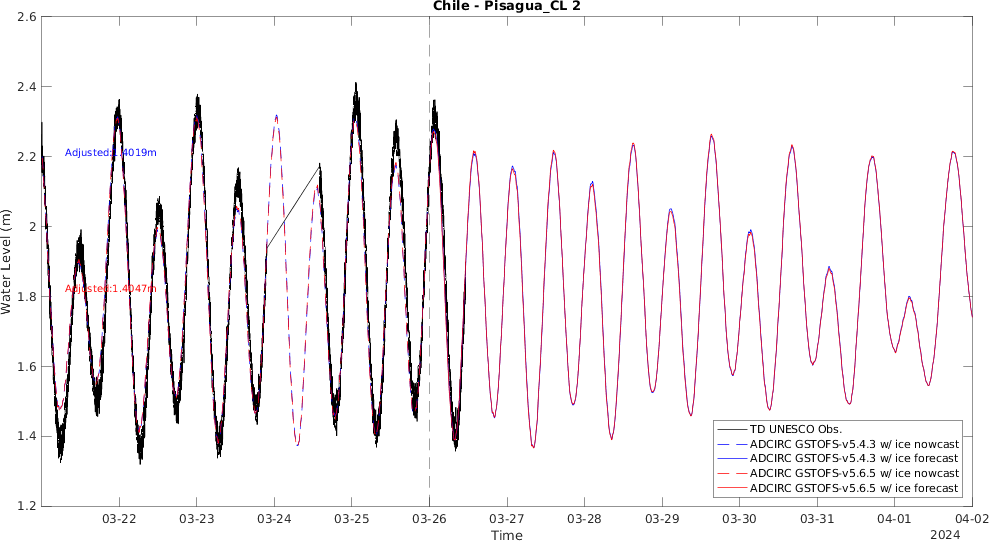 Chile - Pisagua_CL 2
2.6
2.4
2.2
2
1.8
1.6
1.4
1.2
Water Level (m)
Adjusted:1.4019m
Adjusted:1.4047m
03-22
03-23
03-24
03-25
03-26
03-27
03-28
03-29
03-30
03-31
04-01
04-02
Time
2024
TD UNESCO Obs.
ADCIRC GSTOFS-v5.4.3 w/ ice nowcast
ADCIRC GSTOFS-v5.4.3 w/ ice forecast
ADCIRC GSTOFS-v5.6.5 w/ ice nowcast
ADCIRC GSTOFS-v5.6.5 w/ ice forecast